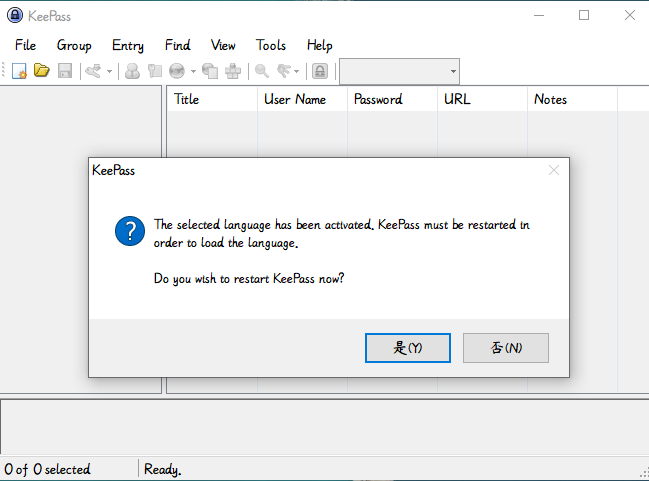 KeePass
File Group Entry Find View Tools Help
Title User Name Password URL Notes
KeePass
The selected language has been activated. KeePass must be restarted in
order to load the language.
Do you wish to restart KeePass now?
是(Y) 否(N)
0 of 0 selected Ready.